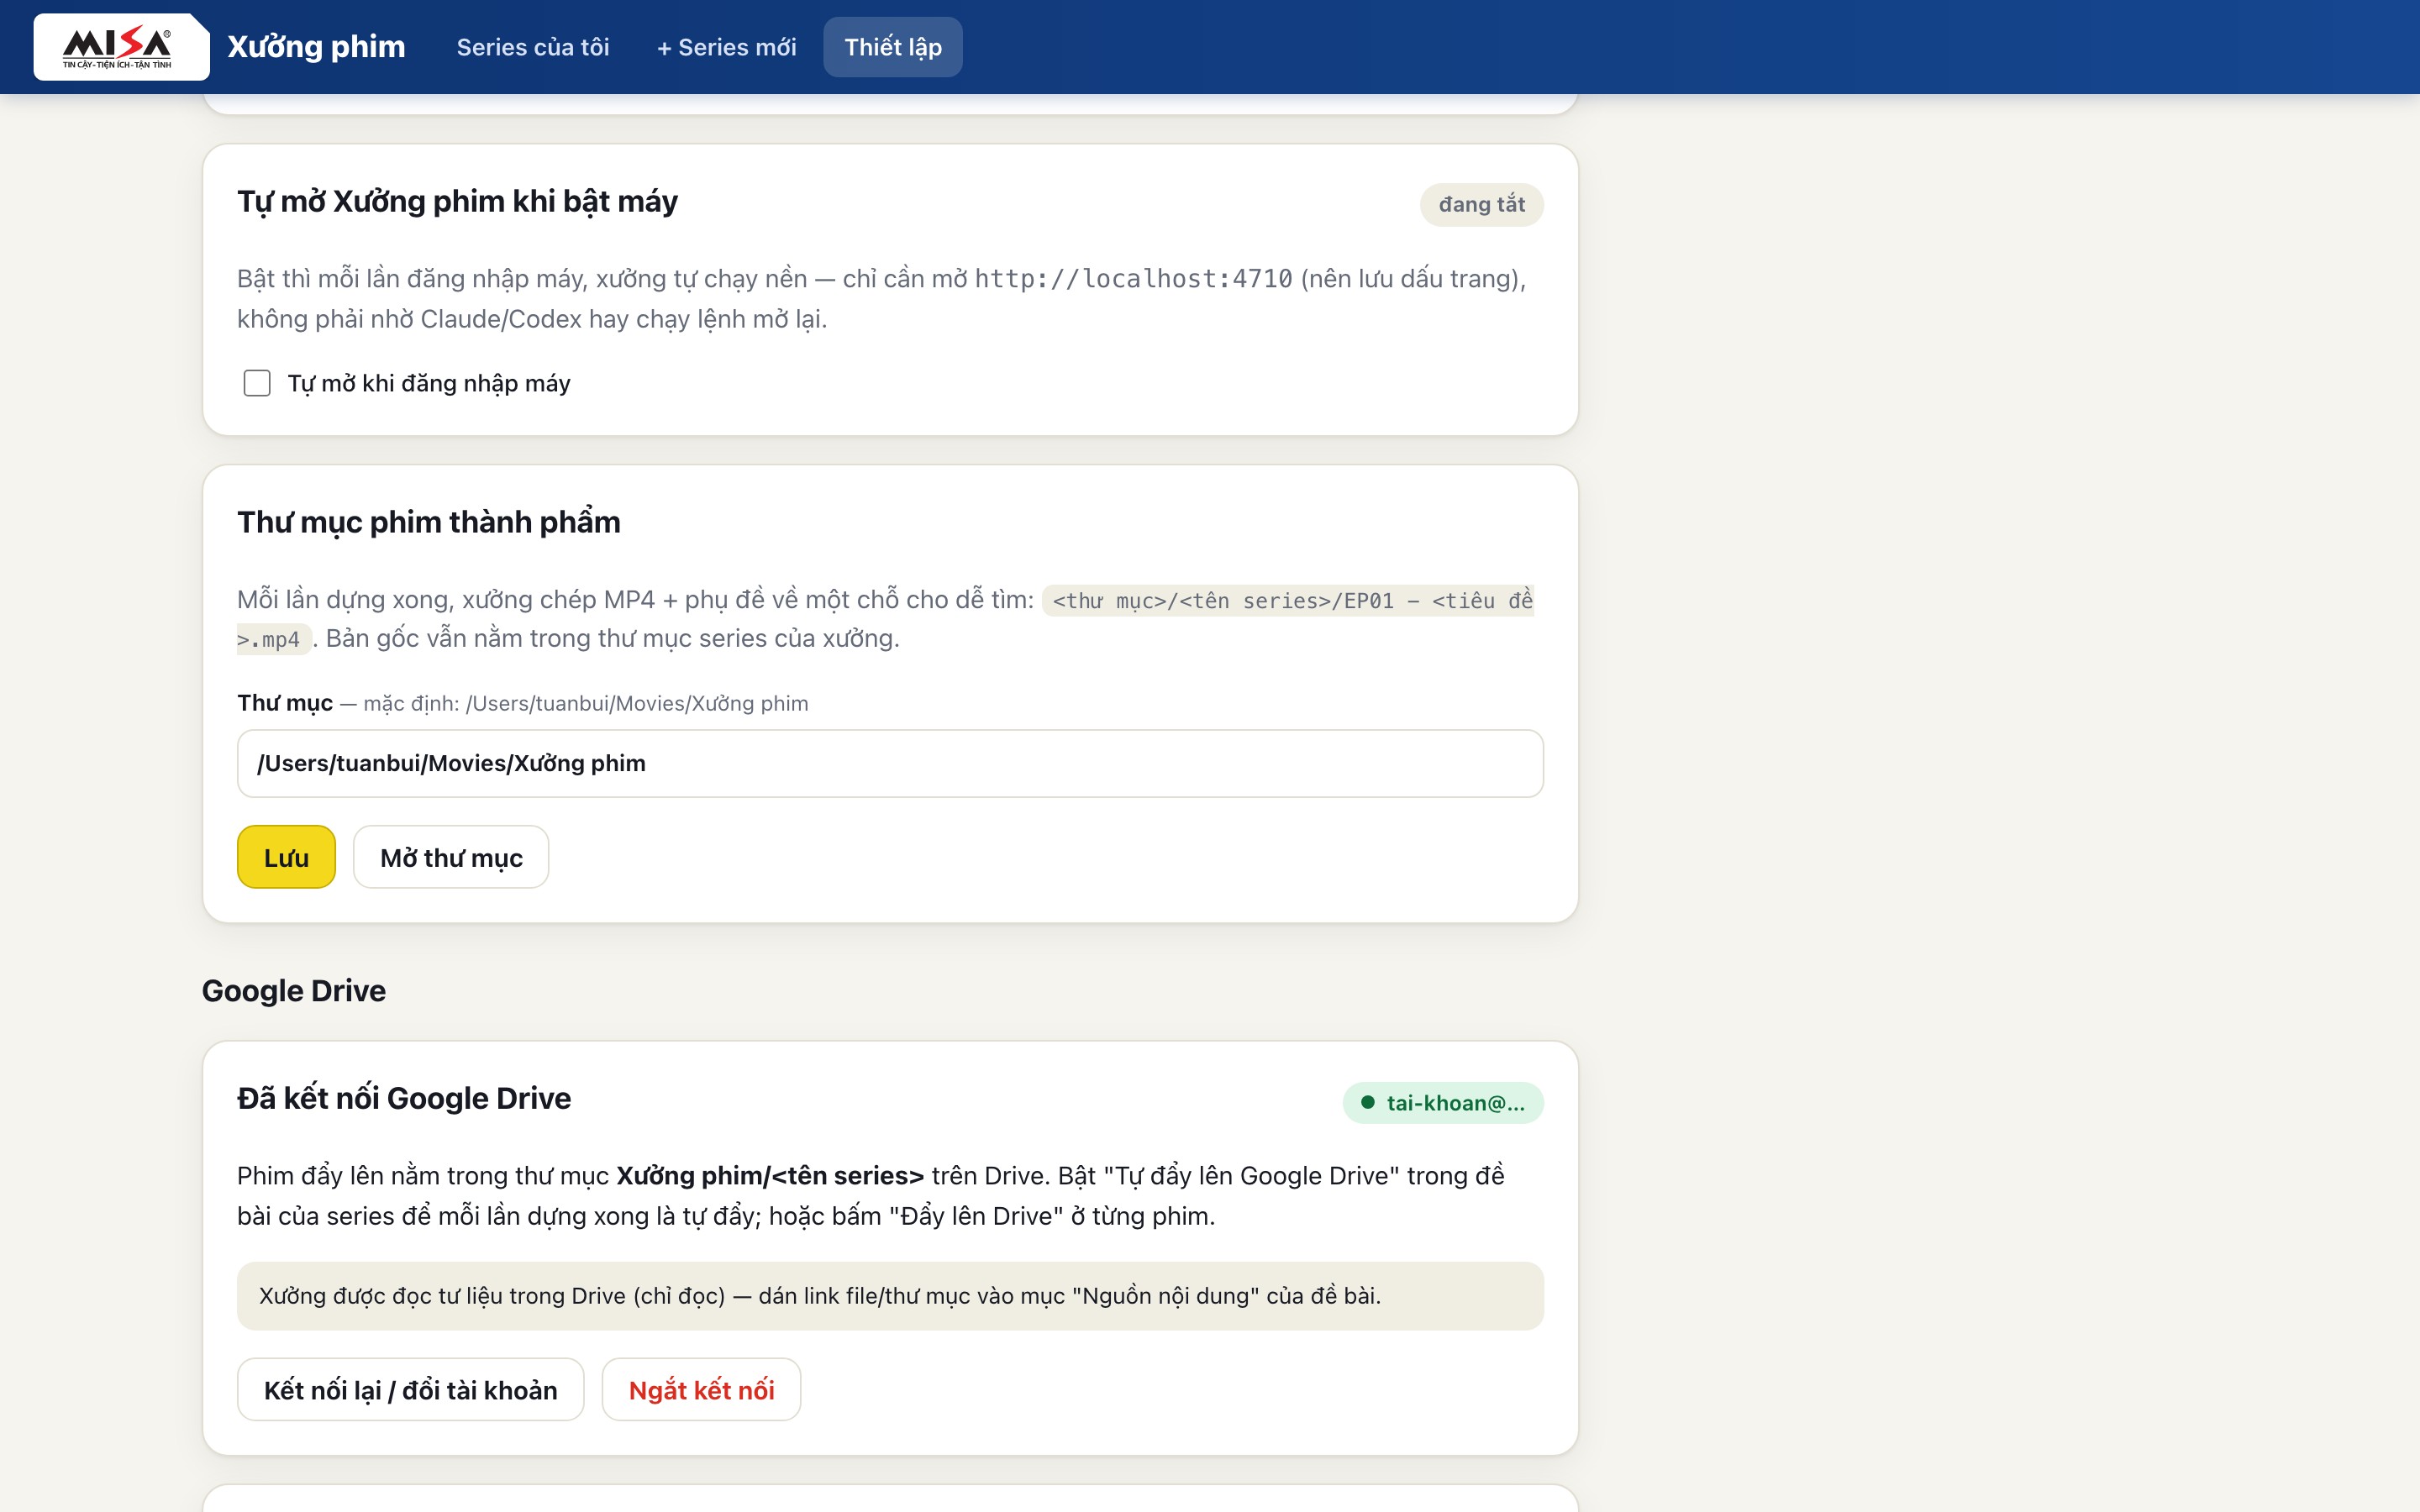 MISA®
TIN CẬY-TIỆN ÍCH-TẬN TÌNH
Xưởng phim
Series của tôi
+ Series mới
Thiết lập
Tự mở Xưởng phim khi bật máy
đang tắt
Bật thì mỗi lần đăng nhập máy, xưởng tự chạy nền — chỉ cần mở http://localhost:4710 (nên lưu dấu trang),
không phải nhờ Claude/Codex hay chạy lệnh mở lại.
Tự mở khi đăng nhập máy
Thư mục phim thành phẩm
Mỗi lần dựng xong, xưởng chép MP4 + phụ đề về một chỗ cho dễ tìm: <thư mục>/<tên series>/EP01 — <tiêu đề
>.mp4. Bản gốc vẫn nằm trong thư mục series của xưởng.
Thư mục — mặc định: /Users/tuanbui/Movies/Xưởng phim
/Users/tuanbui/Movies/Xưởng phim
Lưu
Mở thư mục
Google Drive
Đã kết nối Google Drive
tai-khoan@...
Phim đẩy lên nằm trong thư mục Xưởng phim/<tên series> trên Drive. Bật "Tự đẩy lên Google Drive" trong đề
bài của series để mỗi lần dựng xong là tự đẩy; hoặc bấm "Đẩy lên Drive" ở từng phim.
Xưởng được đọc tư liệu trong Drive (chỉ đọc) — dán link file/thư mục vào mục "Nguồn nội dung" của đề bài.
Kết nối lại / đổi tài khoản
Ngắt kết nối